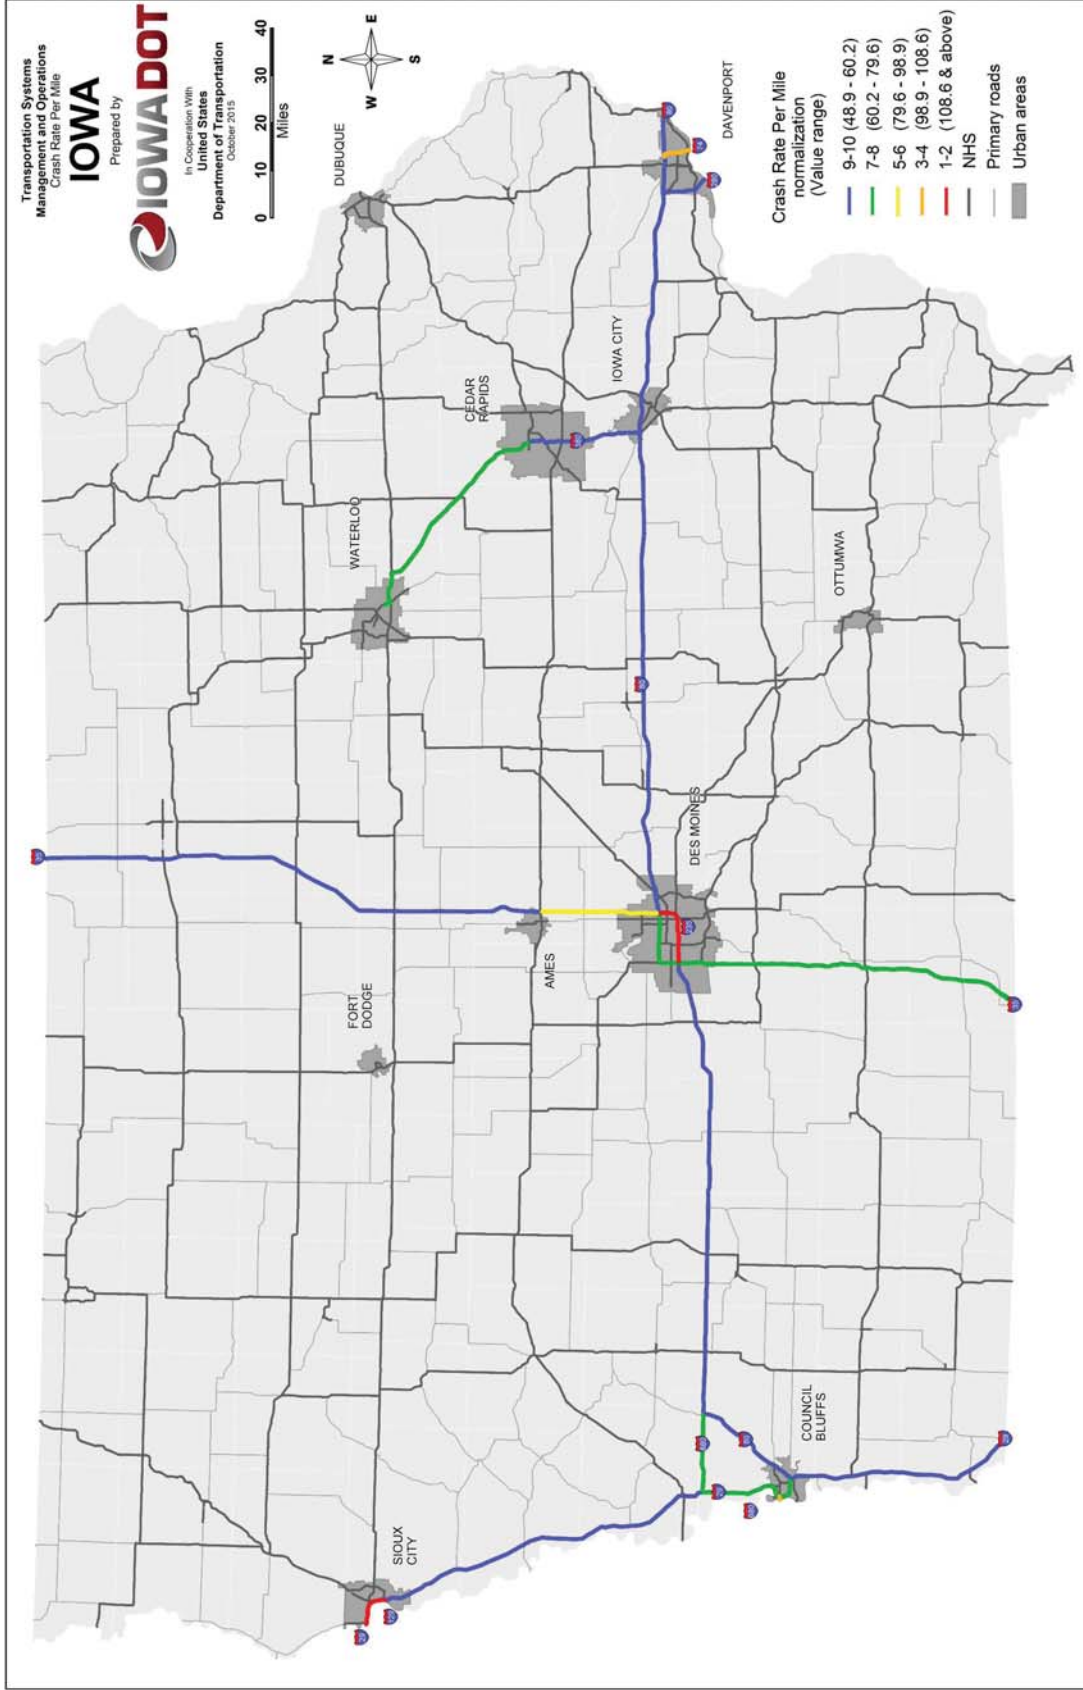 Transportation Systems
Management and Operations
Crash Rate Per Mile
IOWA
Prepared by
IOWADOT
In Cooperation With
United States
Department of Transportation
October 2015
0 10 20 30 40
Miles
N
W E
S
DUBUQUE
DAVENPORT
IOWA CITY
CEDAR
RAPIDS
WATERLOO
OTTUMWA
DES MOINES
AMES
FORT
DODGE
COUNCIL
BLUFFS
SIOUX
CITY
Crash Rate Per Mile
normalization
(Value range)
9-10 (48.9 - 60.2)
7-8 (60.2 - 79.6)
5-6 (79.6 - 98.9)
3-4 (98.9 - 108.6)
1-2 (108.6 & above)
NHS
Primary roads
Urban areas